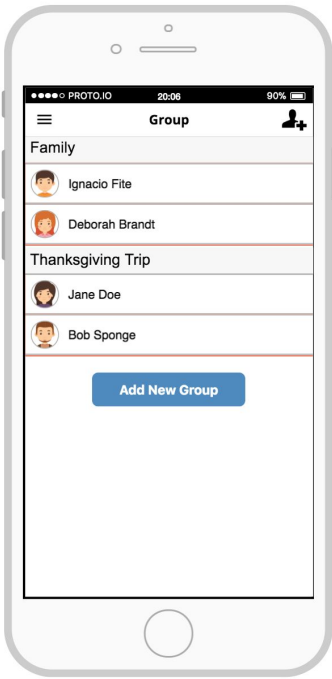 PROTO.IO 20:06 90%
Group
Family
Ignacio Fite
Deborah Brandt
Thanksgiving Trip
Jane Doe
Bob Sponge
Add New Group